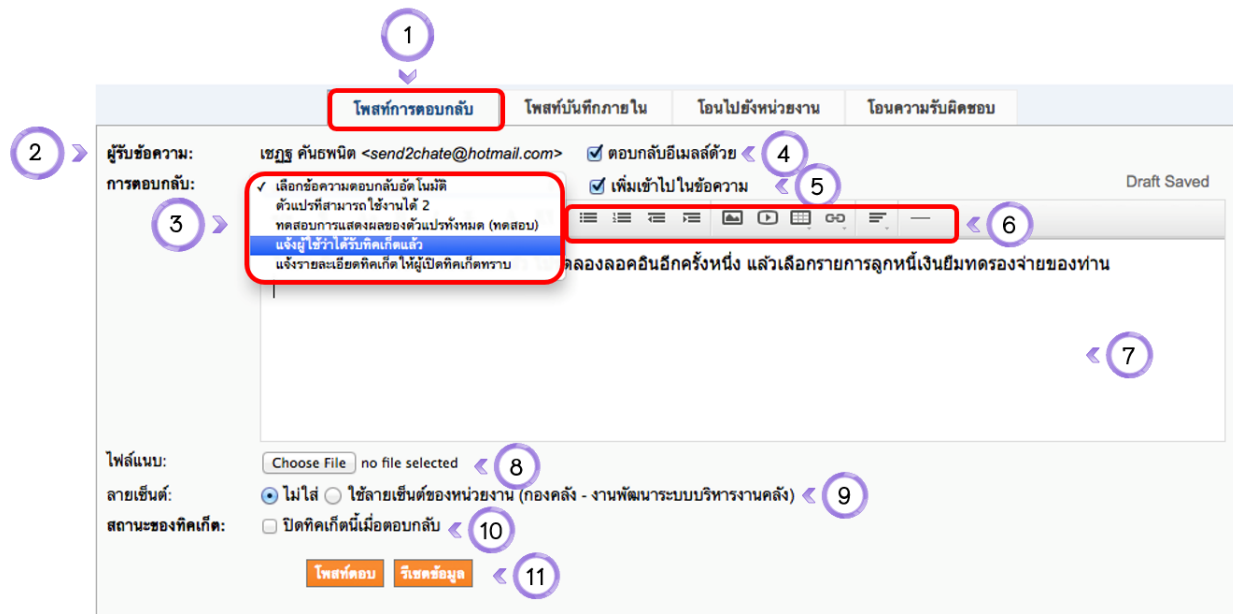 1
โพสท์การตอบกลับ โพสท์บันทึกภายใน โอนไปยังหน่วยงาน โอนความรับผิดชอบ
2 ผู้รับข้อความ: เชฏฐ คันธพนิต <send2chate@hotmail.com> ตอบกลับอีเมลล์ด้วย 4
การตอบกลับ: ✓ เลือกข้อความตอบกลับอัตโนมัติ เพิ่มเข้าไปในข้อความ 5 Draft Saved
ตัวแปรที่สามารถใช้งานได้ 2
3 ทดสอบการแสดงผลของตัวแปรทั้งหมด (ทดสอบ) 6
แจ้งผู้ใช้ว่าได้รับทิคเก็ตแล้ว
แจ้งรายละเอียดทิคเก็ตให้ผู้เปิดทิคเก็ตทราบ ดลองลอคอินอีกครั้งหนึ่ง แล้วเลือกรายการลูกหนี้เงินยืมทดรองจ่ายของท่าน
7
ไฟล์แนบ: Choose File no file selected 8
ลายเซ็นต์: ไม่ใส่ ใช้ลายเซ็นต์ของหน่วยงาน (กองคลัง - งานพัฒนาระบบบริหารงานคลัง) 9
สถานะของทิคเก็ต: ปิดทิคเก็ตนี้เมื่อตอบกลับ 10
โพสท์ตอบ รีเซตข้อมูล 11